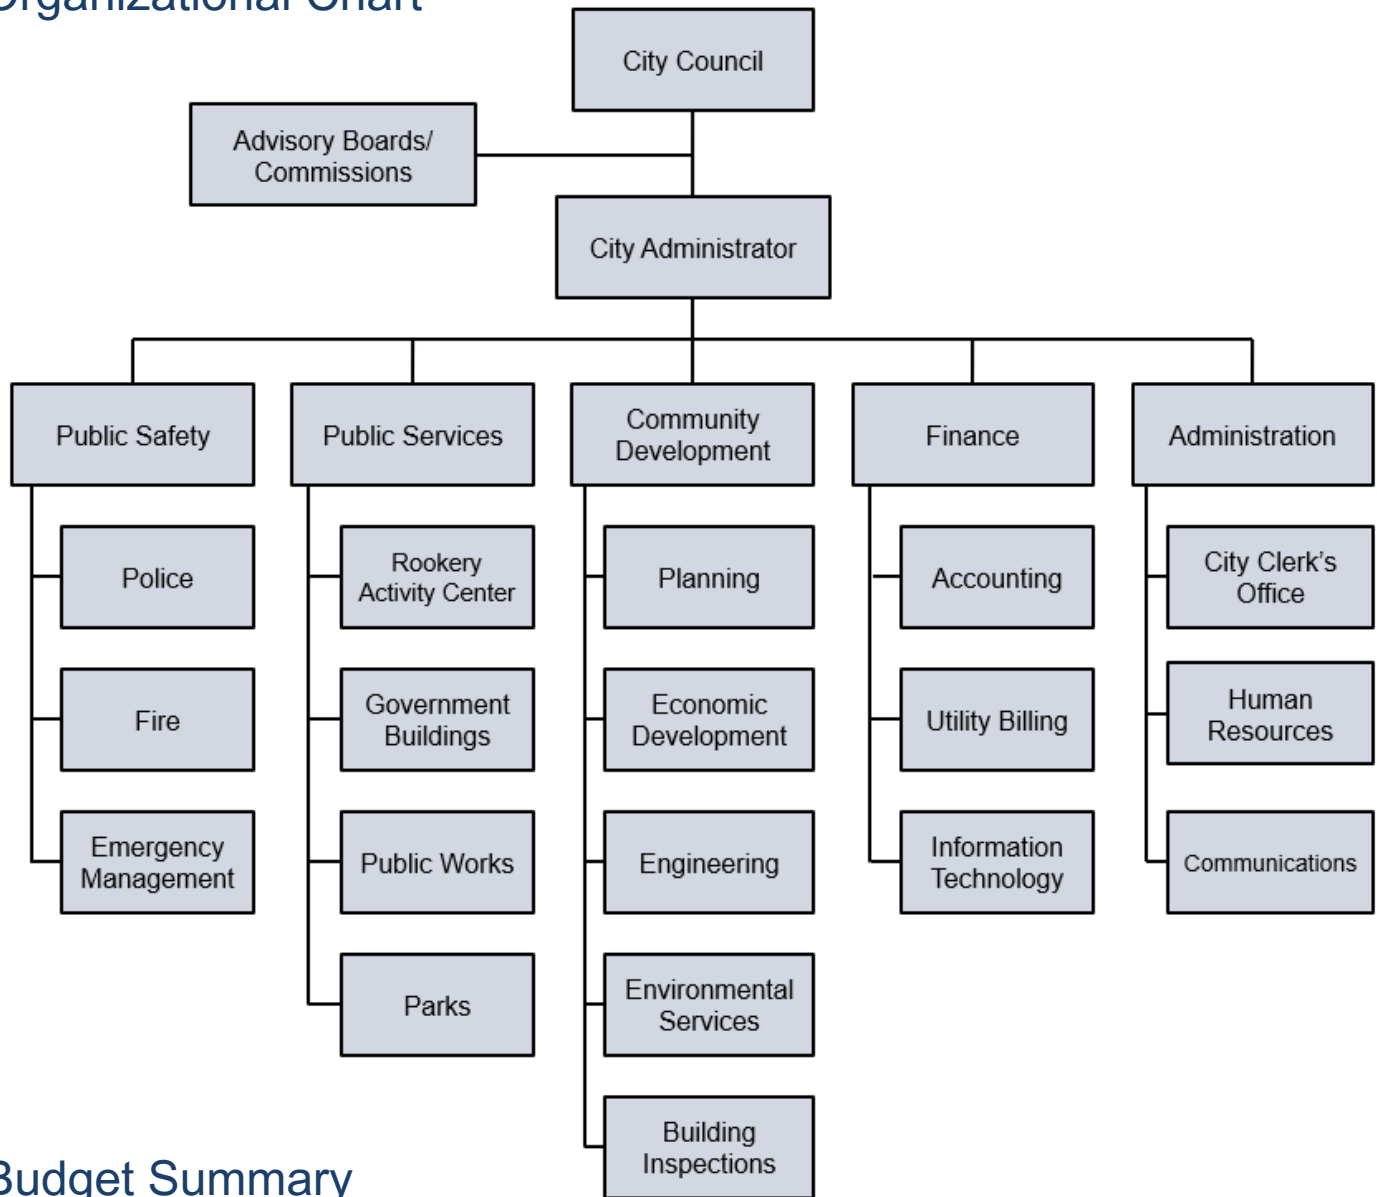 Organizational Chart
City Council
Advisory Boards/
Commissions
City Administrator
Public Safety
Police
Fire
Emergency
Management
Public Services
Rookery
Activity Center
Government
Buildings
Public Works
Parks
Community
Development
Planning
Economic
Development
Engineering
Environmental
Services
Building
Inspections
Finance
Accounting
Utility Billing
Information
Technology
Administration
City Clerk’s
Office
Human
Resources
Communications
Budget Summary